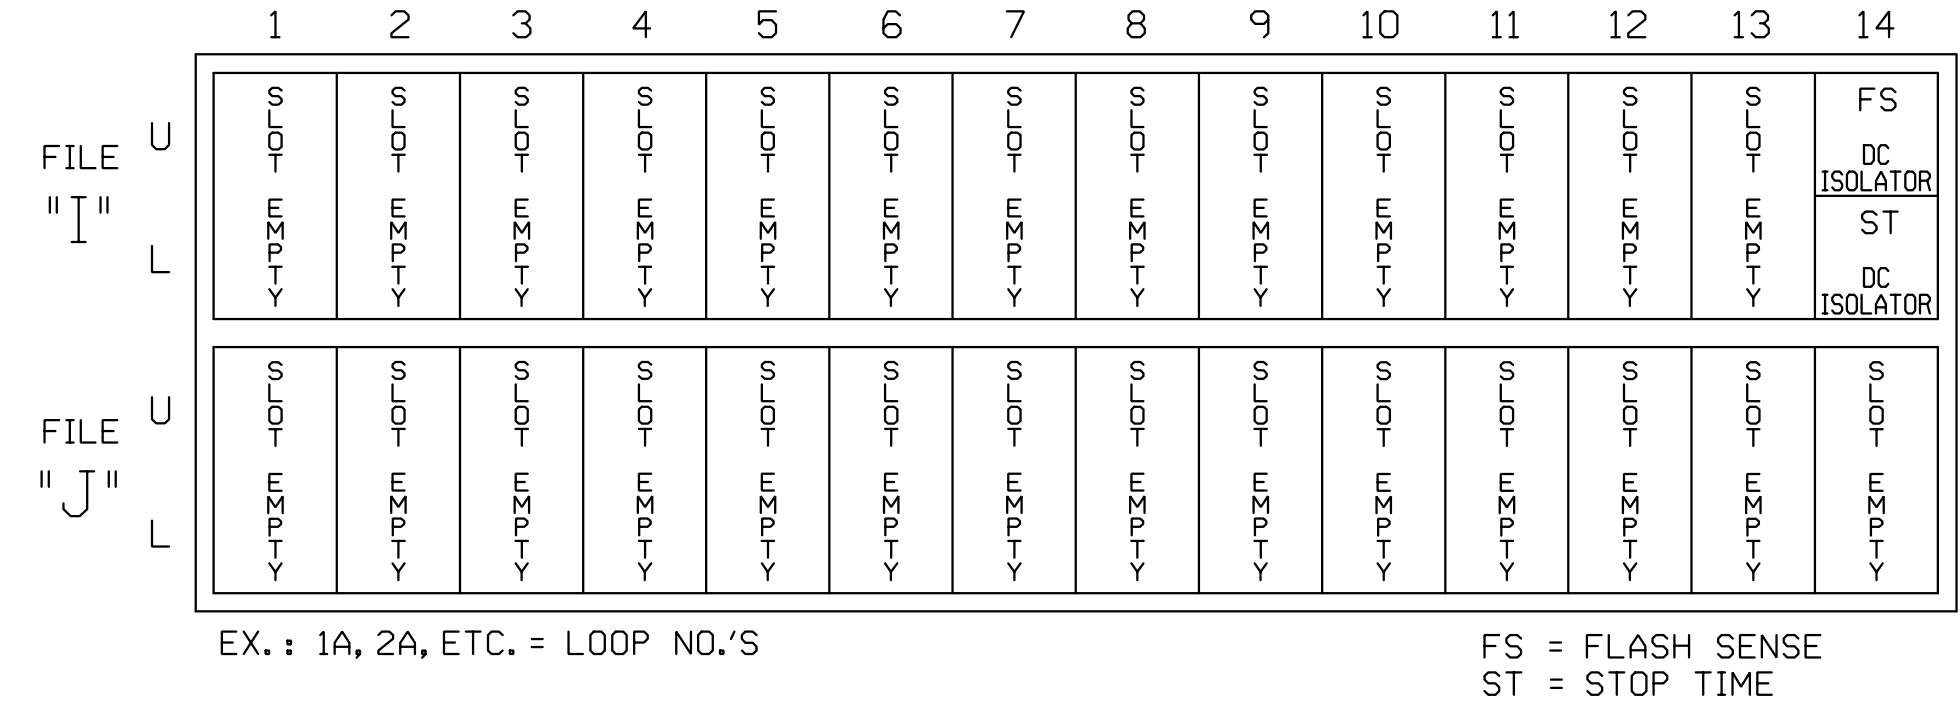 1 2 3 4 5 6 7 8 9 10 11 12 13 14
FILE "I"
U
L
SLOT EMPTY SLOT EMPTY SLOT EMPTY SLOT EMPTY SLOT EMPTY SLOT EMPTY SLOT EMPTY SLOT EMPTY SLOT EMPTY SLOT EMPTY SLOT EMPTY SLOT EMPTY SLOT EMPTY
FS
DC
ISOLATOR
ST
DC
ISOLATOR
FILE "J"
U
L
SLOT EMPTY SLOT EMPTY SLOT EMPTY SLOT EMPTY SLOT EMPTY SLOT EMPTY SLOT EMPTY SLOT EMPTY SLOT EMPTY SLOT EMPTY SLOT EMPTY SLOT EMPTY SLOT EMPTY SLOT EMPTY
EX.: 1A, 2A, ETC. = LOOP NO.'S
FS = FLASH SENSE
ST = STOP TIME